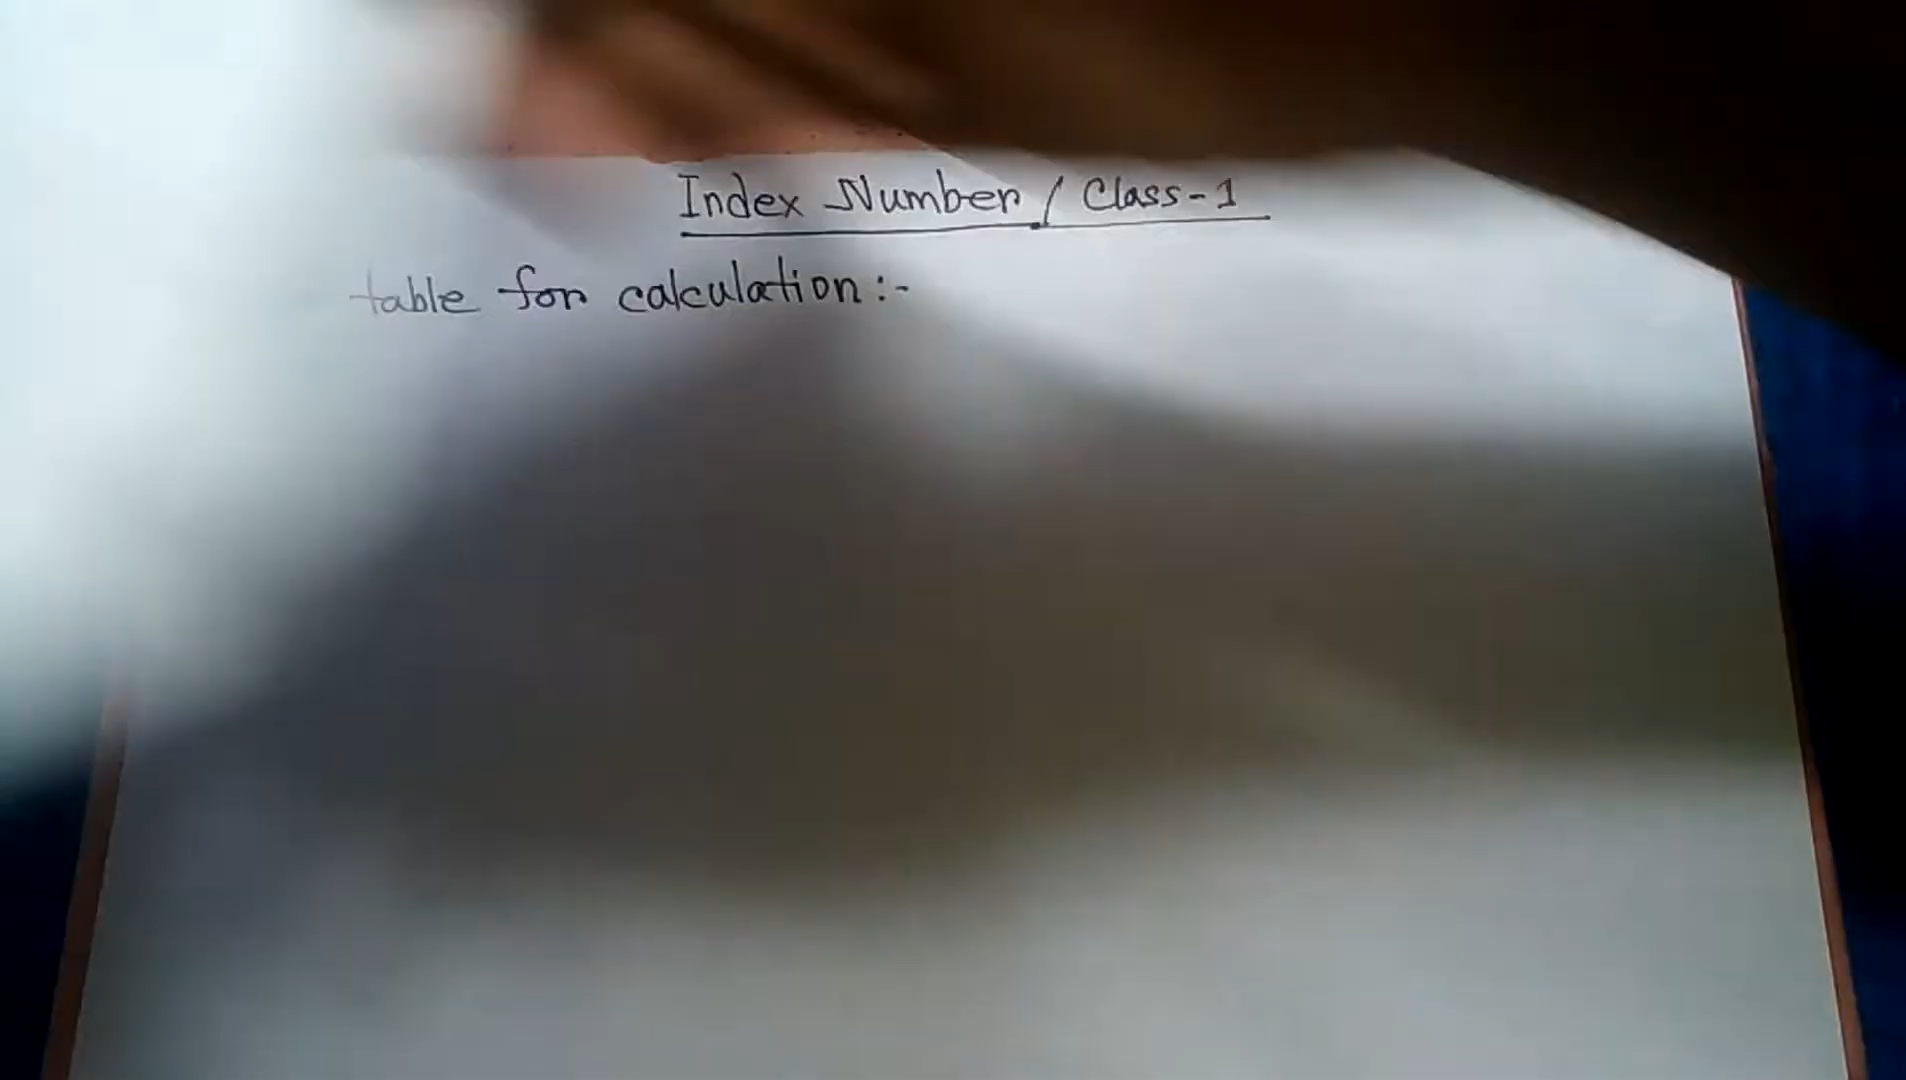 Index Number / Class-1
table for calculation:-